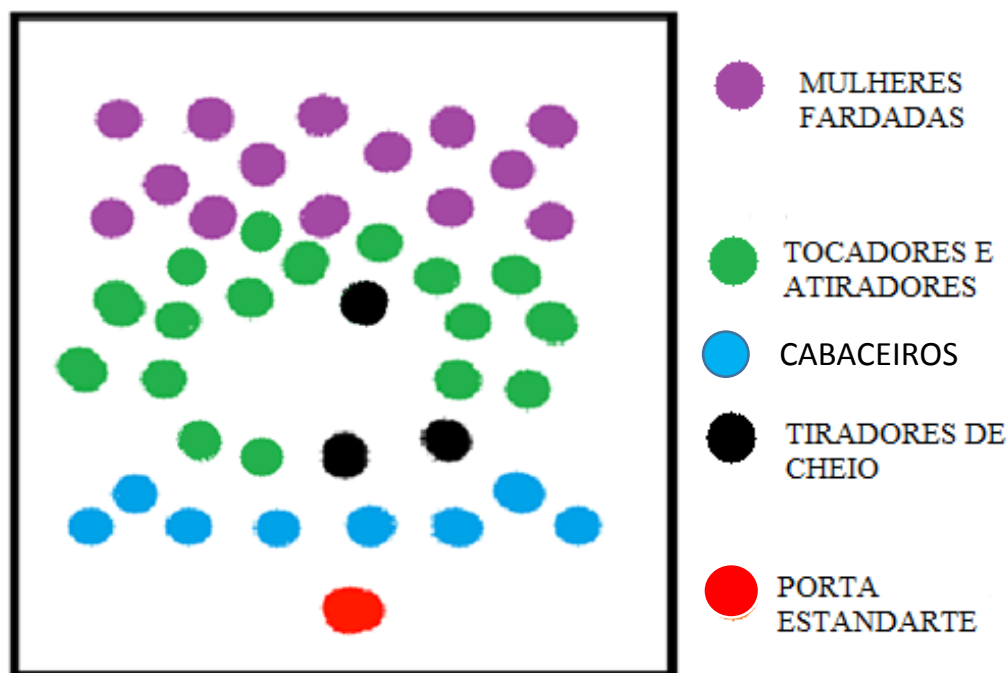 MULHERES
FARDADAS
TOCADORES E
ATIRADORES
CABACEIROS
TIRADORES DE
CHEIO
PORTA
ESTANDARTE